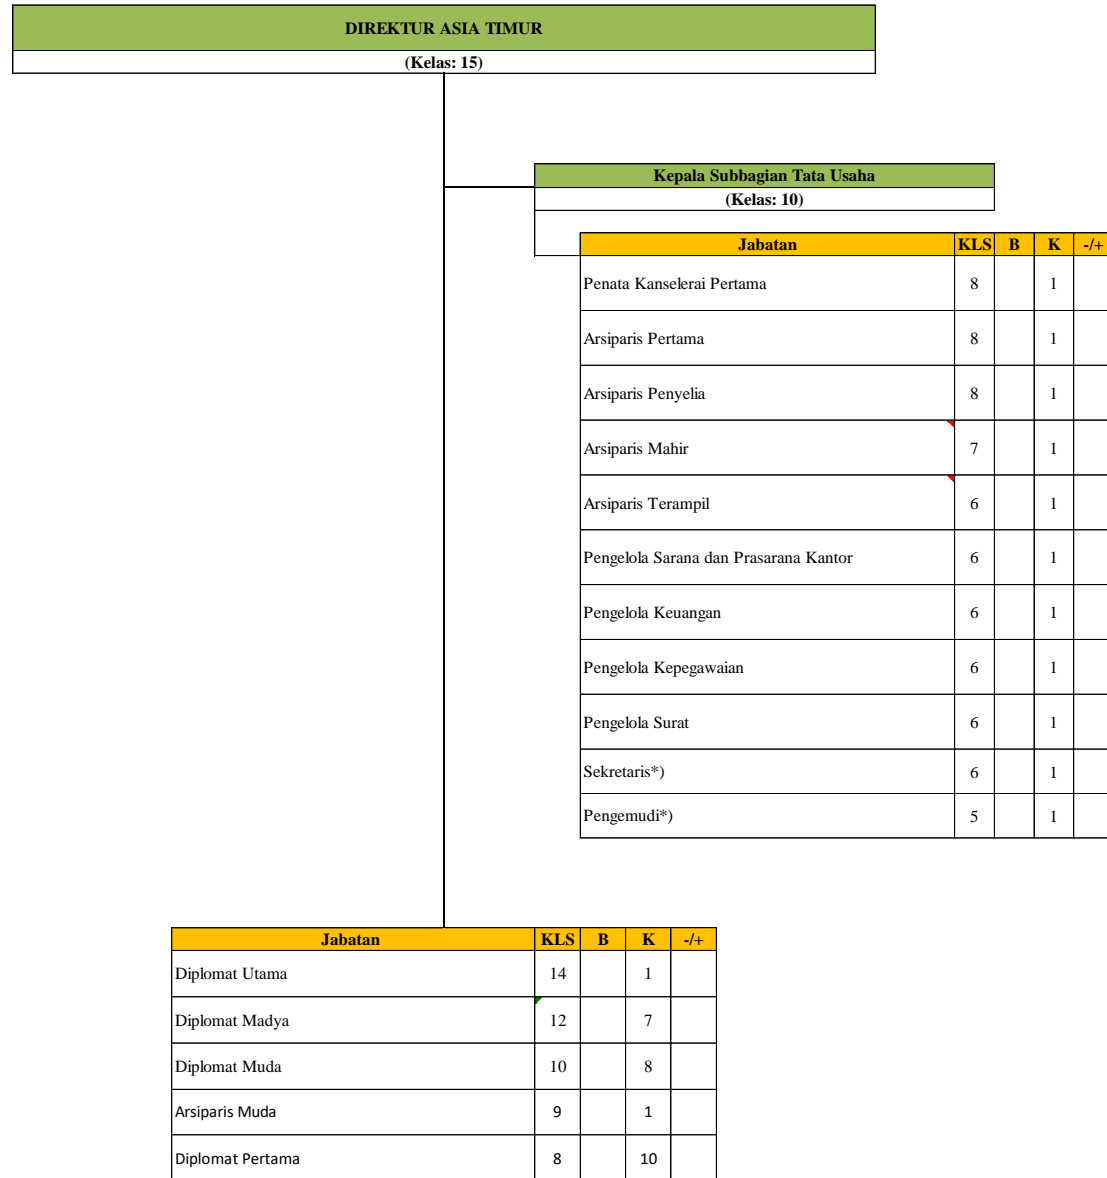 DIREKTUR ASIA TIMUR
(Kelas: 15)
Kepala Subbagian Tata Usaha
(Kelas: 10)
Jabatan KLS B K -/+
Penata Kanselerai Pertama 8 1
Arsiparis Pertama 8 1
Arsiparis Penyelia 8 1
Arsiparis Mahir 7 1
Arsiparis Terampil 6 1
Pengelola Sarana dan Prasarana Kantor 6 1
Pengelola Keuangan 6 1
Pengelola Kepegawaian 6 1
Pengelola Surat 6 1
Sekretaris*) 6 1
Pengemudi*) 5 1
Jabatan KLS B K -/+
Diplomat Utama 14 1
Diplomat Madya 12 7
Diplomat Muda 10 8
Arsiparis Muda 9 1
Diplomat Pertama 8 10